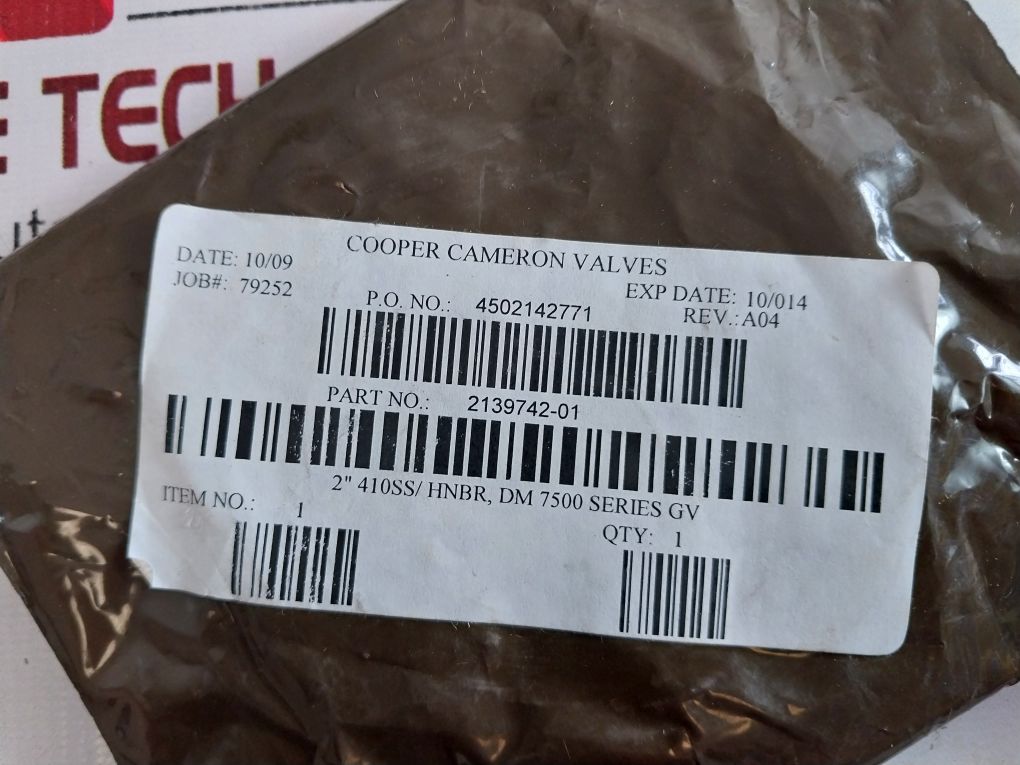 E TECH
COOPER CAMERON VALVES
DATE: 10/09
EXP DATE: 10/014
JOB#: 79252
P.O. NO.: 4502142771
REV.: A04
PART NO.: 2139742-01
2" 410SS/ HNBR, DM 7500 SERIES GV
ITEM NO.: 1
QTY: 1